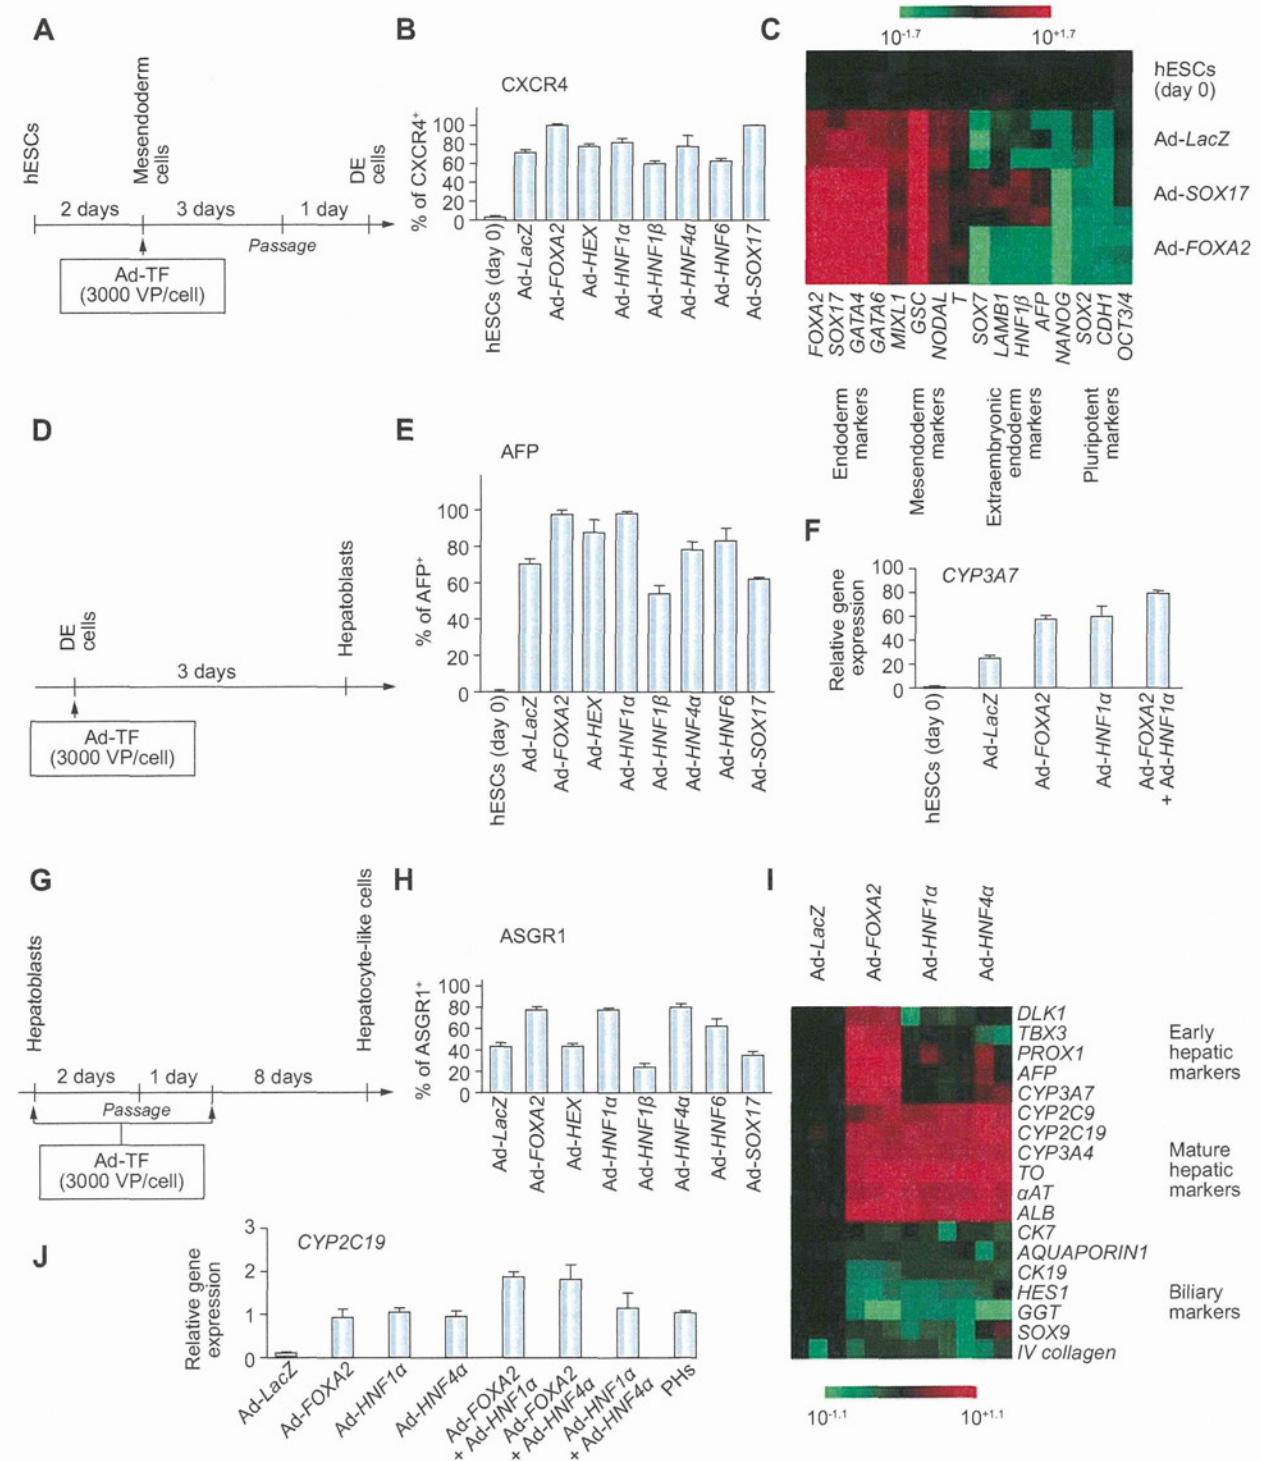 A
hESCs
Mesendoderm
cells
DE
cells
2 days
3 days
1 day
Passage
Ad-TF
(3000 VP/cell)
B
CXCR4
% of CXCR4⁺
100
80
60
40
20
0
hESCs (day 0)
Ad-LacZ
Ad-FOXA2
Ad-HEX
Ad-HNF1α
Ad-HNF1β
Ad-HNF4α
Ad-HNF6
Ad-SOX17
C
10⁻¹·⁷
10⁺¹·⁷
hESCs
(day 0)
Ad-LacZ
Ad-SOX17
Ad-FOXA2
FOXA2
SOX17
GATA4
GATA6
MIXL1
GSC
NODAL
T
SOX7
LAMB1
HNF1β
AFP
NANOG
SOX2
CDH1
OCT3/4
Endoderm
markers
Mesendoderm
markers
Extraembryonic
endoderm
markers
Pluripotent
markers
D
DE
cells
Hepatoblasts
3 days
Ad-TF
(3000 VP/cell)
E
AFP
% of AFP⁺
100
80
60
40
20
0
hESCs (day 0)
Ad-LacZ
Ad-FOXA2
Ad-HEX
Ad-HNF1α
Ad-HNF1β
Ad-HNF4α
Ad-HNF6
Ad-SOX17
F
CYP3A7
Relative gene
expression
100
80
60
40
20
0
hESCs (day 0)
Ad-LacZ
Ad-FOXA2
Ad-HNF1α
Ad-FOXA2
+ Ad-HNF1α
G
Hepatoblasts
Hepatocyte-like cells
2 days
1 day
8 days
Passage
Ad-TF
(3000 VP/cell)
H
ASGR1
% of ASGR1⁺
100
80
60
40
20
0
Ad-LacZ
Ad-FOXA2
Ad-HEX
Ad-HNF1α
Ad-HNF1β
Ad-HNF4α
Ad-HNF6
Ad-SOX17
I
Ad-LacZ
Ad-FOXA2
Ad-HNF1α
Ad-HNF4α
DLK1
TBX3
PROX1
AFP
CYP3A7
CYP2C9
CYP2C19
CYP3A4
TO
αAT
ALB
CK7
AQUAPORIN1
CK19
HES1
GGT
SOX9
IV collagen
Early
hepatic
markers
Mature
hepatic
markers
Biliary
markers
10⁻¹·¹
10⁺¹·¹
J
CYP2C19
Relative gene
expression
3
2
1
0
Ad-LacZ
Ad-FOXA2
Ad-HNF1α
Ad-HNF4α
Ad-FOXA2
+ Ad-HNF1α
Ad-FOXA2
+ Ad-HNF4α
Ad-HNF1α
+ Ad-HNF4α
PHs